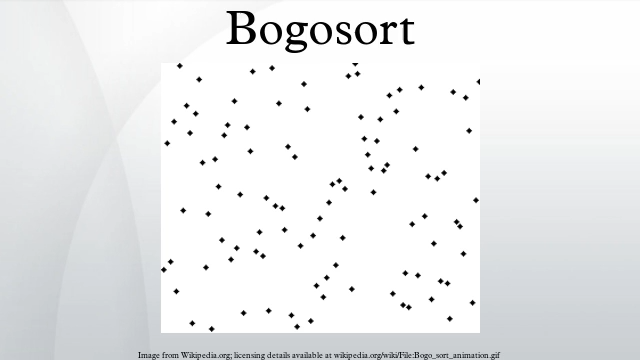 Bogosort
Image from Wikipedia.org; licensing details available at wikipedia.org/wiki/File:Bogo_sort_animation.gif